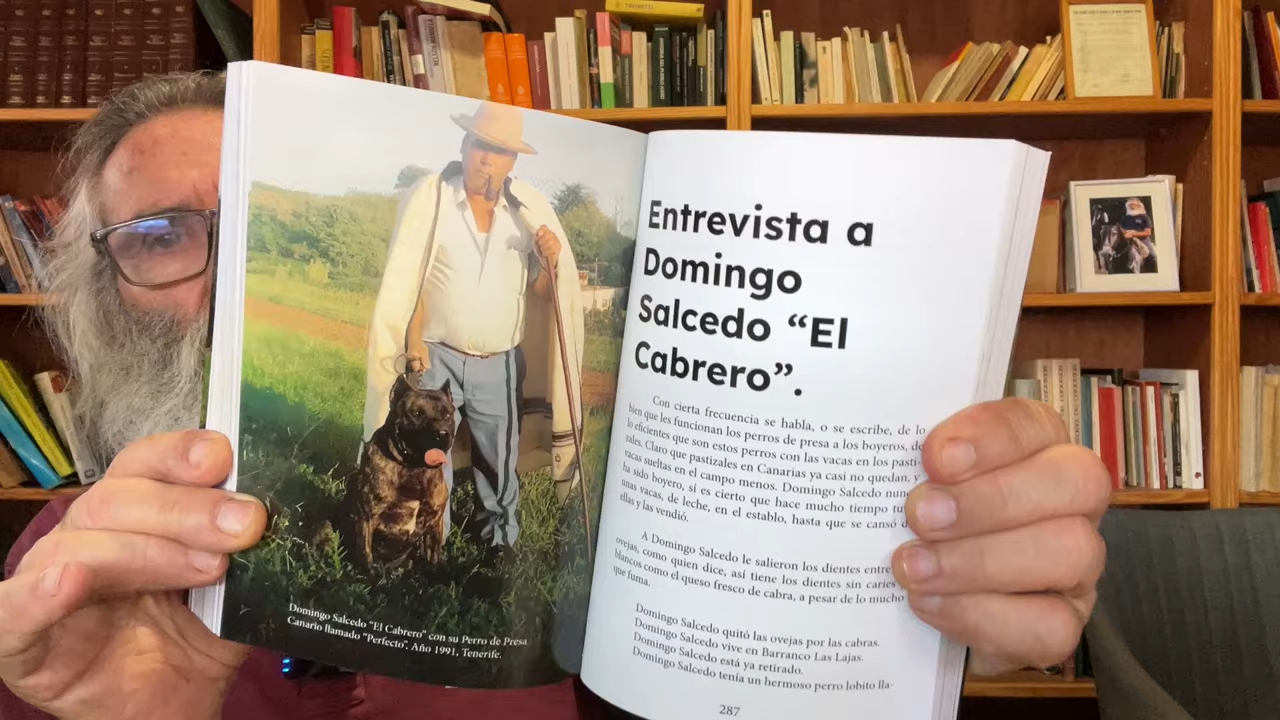 Domingo Salcedo "El Cabrero" con su Perro de Presa
Canario llamado "Perfecto". Año 1991, Tenerife.
Entrevista a
Domingo
Salcedo “El
Cabrero”.
Con cierta frecuencia se habla, o se escribe, de lo
bien que les funcionan los perros de presa a los boyeros, de
lo eficientes que son estos perros con las vacas en los pasti-
zales. Claro que pastizales en Canarias ya casi no quedan, y
vacas sueltas en el campo menos. Domingo Salcedo nunc
ha sido boyero, si es cierto que hace mucho tiempo tu
unas vacas, de leche, en el establo, hasta que se cansó d
ellas y las vendió.
A Domingo Salcedo le salieron los dientes entre
ovejas, como quien dice, así tiene los dientes sin caries
blancos como el queso fresco de cabra, a pesar de lo mucho
que fuma.
Domingo Salcedo quitó las ovejas por las cabras.
Domingo Salcedo vive en Barranco Las Lajas.
Domingo Salcedo está ya retirado.
Domingo Salcedo tenía un hermoso perro lobito lla-
287